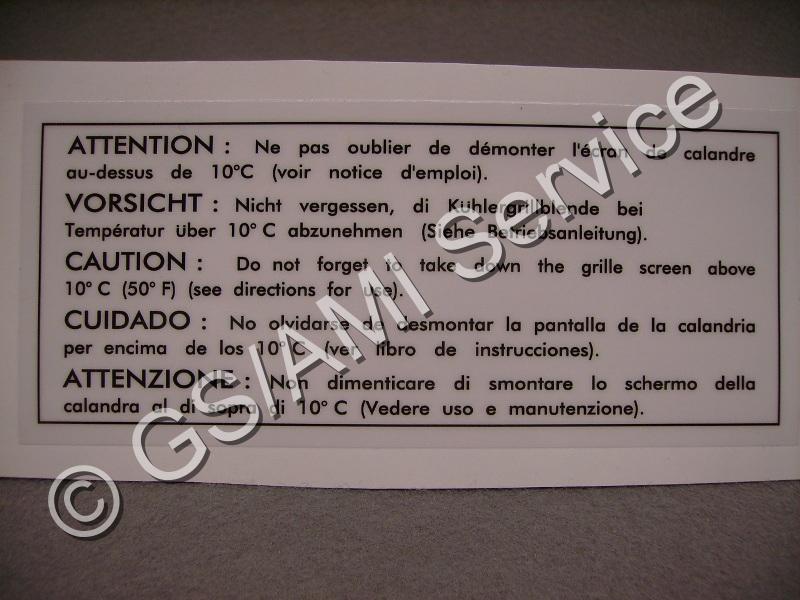 ATTENTION : Ne pas oublier de démonter l'écran de calandre
au-dessus de 10°C (voir notice d'emploi).
VORSICHT : Nicht vergessen, di Kühlergrillblende bei
Températur über 10° C abzunehmen (Siehe Betriebsanleitung).
CAUTION : Do not forget to take down the grille screen above
10° C (50° F) (see directions for use).
CUIDADO : No olvidarse de desmontar la pantalla de la calandria
per encima de los 10° C. (ver libro de instrucciones).
ATTENZIONE : Non dimenticare di smontare lo schermo della
calandra al di sopra di 10° C (Vedere uso e manutenzione).
© GS/AMI Service